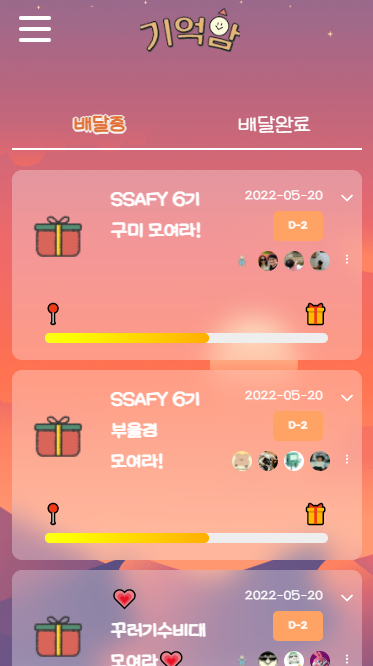 기억함
배달중
배달완료
SSAFY 6기
구미 모여라!
2022-05-20
D-2
SSAFY 6기
부울경
모여라!
2022-05-20
D-2
꾸러기수비대
모여라
2022-05-20
D-2